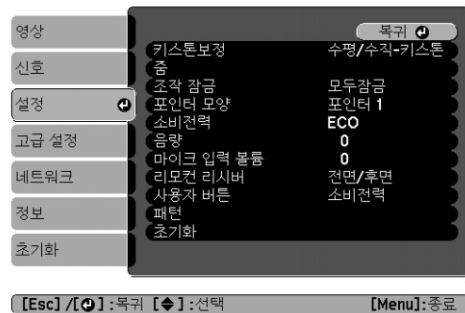 영상
신호
설정
고급 설정
네트워크
정보
초기화
복귀
키스톤보정 수평/수직-키스톤
줌
조작 잠금 모두잠금
포인터 모양 포인터 1
소비전력 ECO
음량 0
마이크 입력 볼륨 0
리모컨 리시버 전면/후면
사용자 버튼 소비전력
패턴
초기화
[Esc] /[ ] :복귀 [ ] :선택 [Menu]:종료